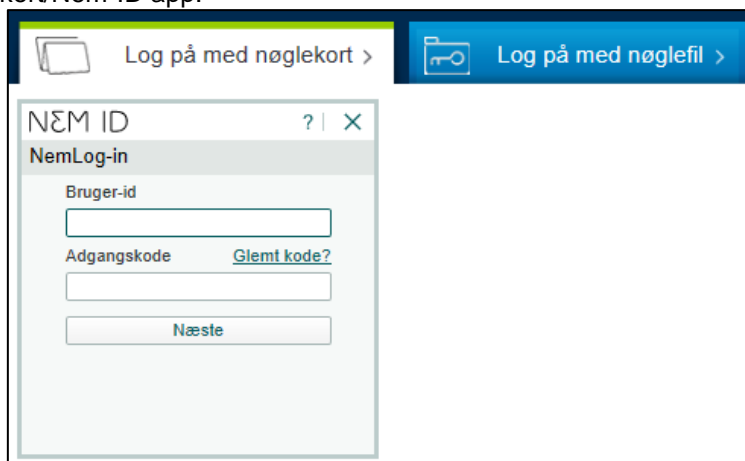 Log på med nøglekort >
Log på med nøglefil >
NEM ID ? ×
NemLog-in
Bruger-id
Adgangskode Glemt kode?
Næste